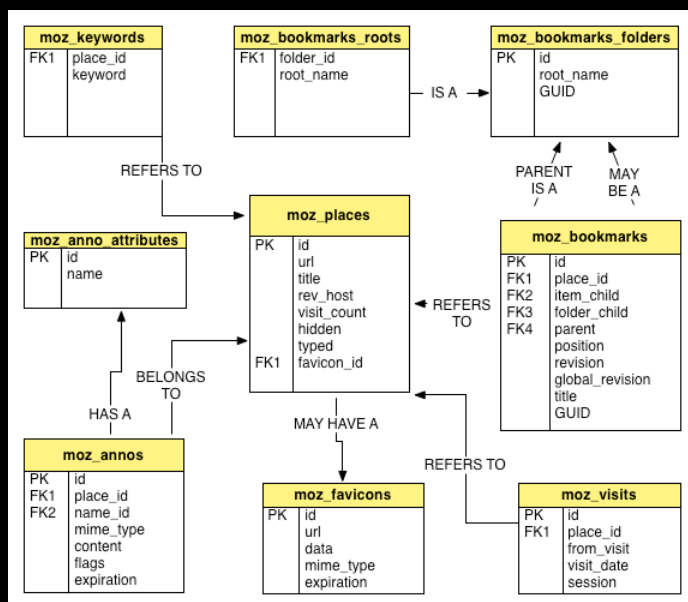 moz_keywords
FK1 place_id
keyword
moz_bookmarks_roots
FK1 folder_id
root_name
moz_bookmarks_folders
PK id
root_name
GUID
IS A
REFERS TO
PARENT
IS A
MAY
BE A
moz_anno_attributes
PK id
name
moz_places
PK id
url
title
rev_host
visit_count
hidden
typed
FK1 favicon_id
moz_bookmarks
PK id
FK1 place_id
FK2 item_child
FK3 folder_child
FK4 parent
position
revision
global_revision
title
GUID
REFERS
TO
BELONGS
TO
HAS A
MAY HAVE A
REFERS TO
moz_annos
PK id
FK1 place_id
FK2 name_id
mime_type
content
flags
expiration
moz_favicons
PK id
url
data
mime_type
expiration
moz_visits
PK id
FK1 place_id
from_visit
visit_date
session